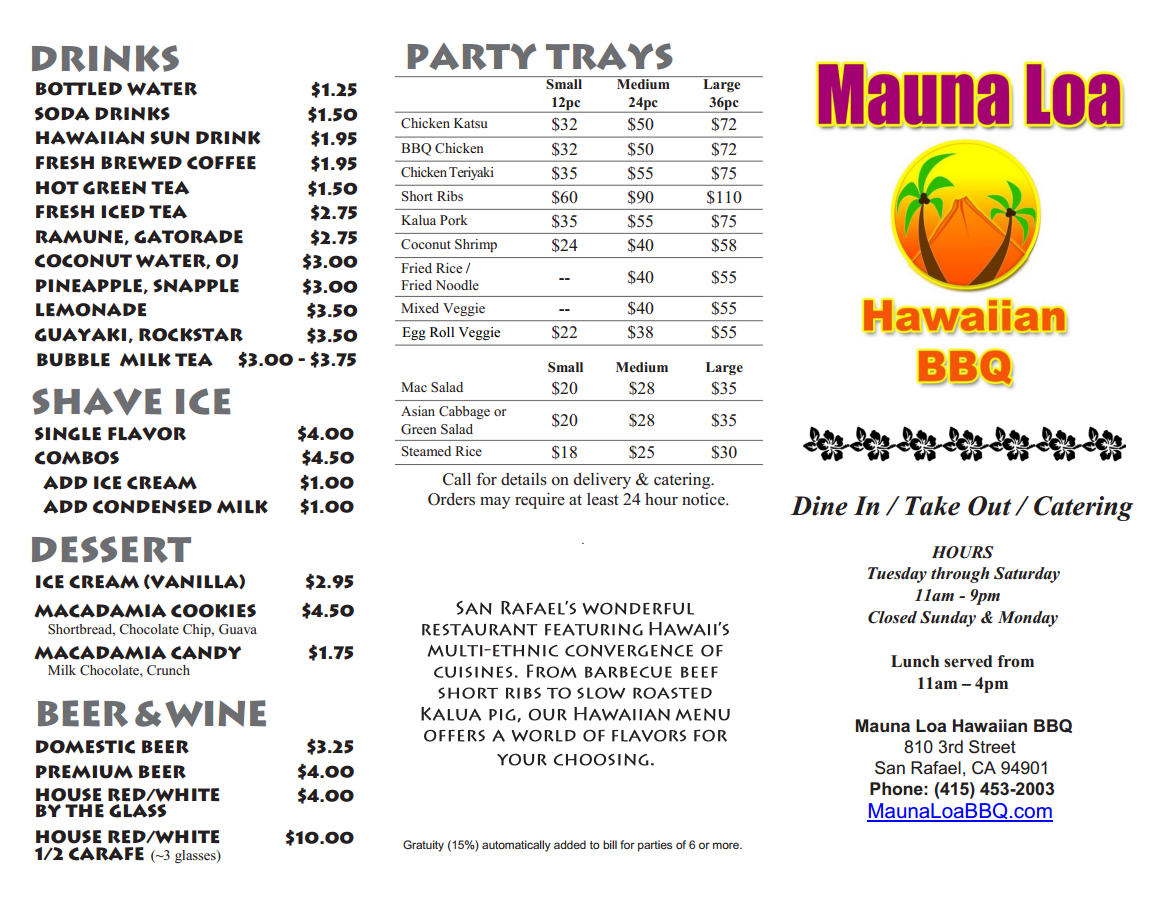 DRINKS
BOTTLED WATER $1.25
SODA DRINKS $1.50
HAWAIIAN SUN DRINK $1.95
FRESH BREWED COFFEE $1.95
HOT GREEN TEA $1.50
FRESH ICED TEA $2.75
RAMUNE, GATORADE $2.75
COCONUT WATER, OJ $3.00
PINEAPPLE, SNAPPLE $3.00
LEMONADE $3.50
GUAYAKI, ROCKSTAR $3.50
BUBBLE MILK TEA $3.00 - $3.75
SHAVE ICE
SINGLE FLAVOR $4.00
COMBOS $4.50
ADD ICE CREAM $1.00
ADD CONDENSED MILK $1.00
DESSERT
ICE CREAM (VANILLA) $2.95
MACADAMIA COOKIES $4.50
Shortbread, Chocolate Chip, Guava
MACADAMIA CANDY $1.75
Milk Chocolate, Crunch
BEER & WINE
DOMESTIC BEER $3.25
PREMIUM BEER $4.00
HOUSE RED/WHITE $4.00
BY THE GLASS
HOUSE RED/WHITE $10.00
1/2 CARAFE (~3 glasses)
PARTY TRAYS
Small Medium Large
12pc 24pc 36pc
Chicken Katsu $32 $50 $72
BBQ Chicken $32 $50 $72
Chicken Teriyaki $35 $55 $75
Short Ribs $60 $90 $110
Kalua Pork $35 $55 $75
Coconut Shrimp $24 $40 $58
Fried Rice /
Fried Noodle -- $40 $55
Mixed Veggie -- $40 $55
Egg Roll Veggie $22 $38 $55
Small Medium Large
Mac Salad $20 $28 $35
Asian Cabbage or
Green Salad $20 $28 $35
Steamed Rice $18 $25 $30
Call for details on delivery & catering.
Orders may require at least 24 hour notice.
.
SAN RAFAEL'S WONDERFUL
RESTAURANT FEATURING HAWAII'S
MULTI-ETHNIC CONVERGENCE OF
CUISINES. FROM BARBECUE BEEF
SHORT RIBS TO SLOW ROASTED
KALUA PIG, OUR HAWAIIAN MENU
OFFERS A WORLD OF FLAVORS FOR
YOUR CHOOSING.
Gratuity (15%) automatically added to bill for parties of 6 or more.
Mauna Loa
Hawaiian
BBQ
Dine In / Take Out / Catering
HOURS
Tuesday through Saturday
11am - 9pm
Closed Sunday & Monday
Lunch served from
11am – 4pm
Mauna Loa Hawaiian BBQ
810 3rd Street
San Rafael, CA 94901
Phone: (415) 453-2003
MaunaLoaBBQ.com